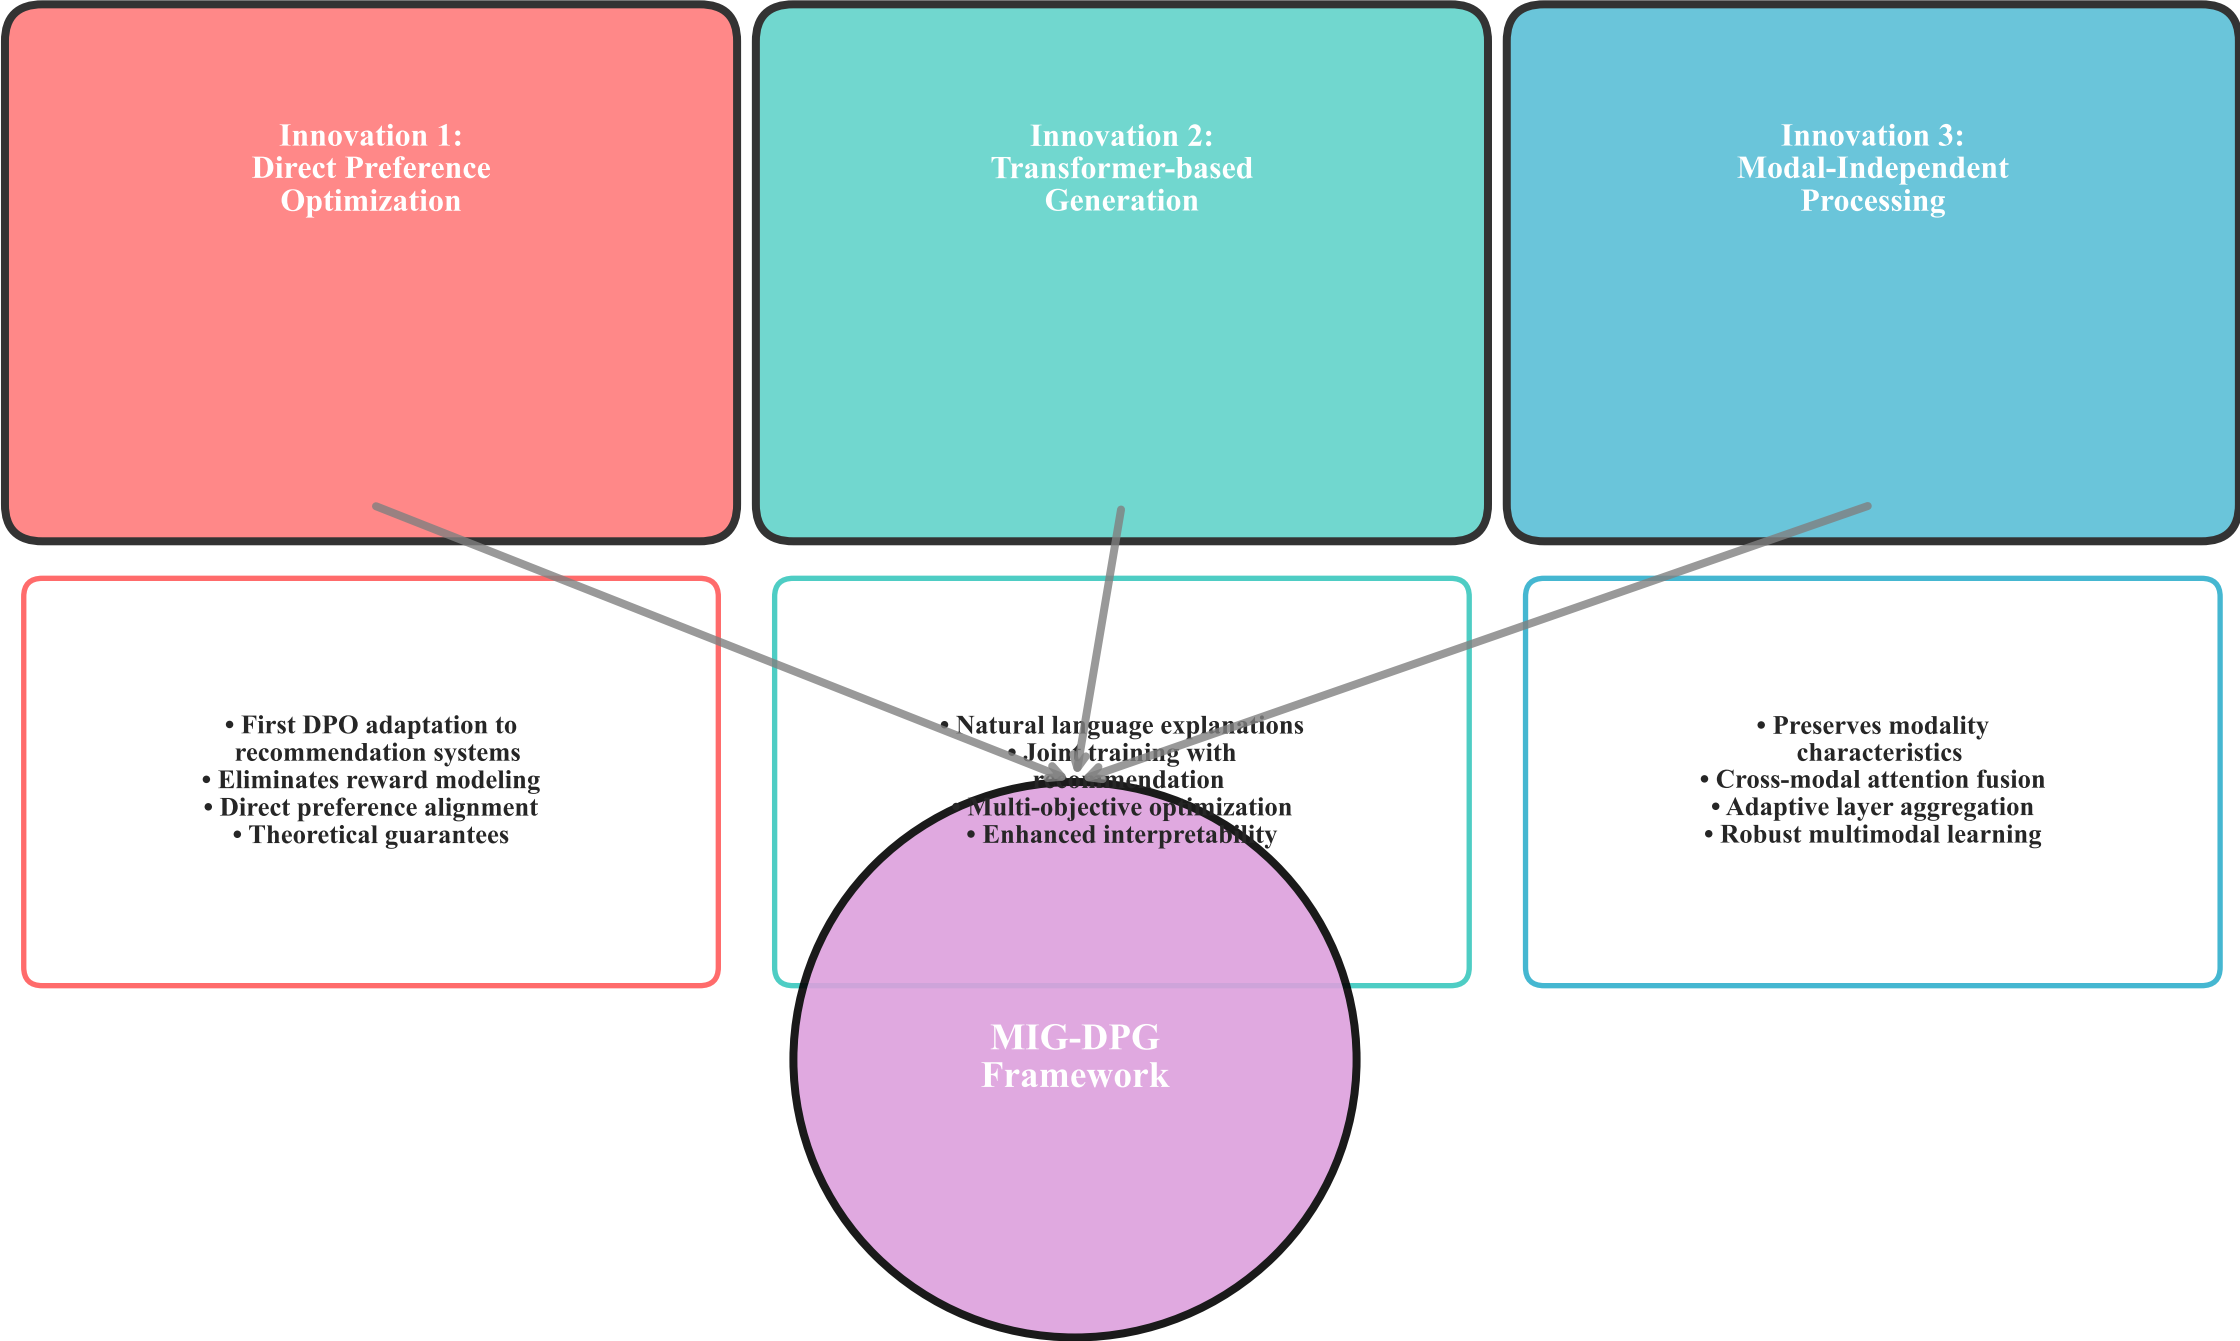 Innovation 1:
Direct Preference
Optimization
Innovation 2:
Transformer-based
Generation
Innovation 3:
Modal-Independent
Processing
• First DPO adaptation to
recommendation systems
• Eliminates reward modeling
• Direct preference alignment
• Theoretical guarantees
• Natural language explanations
• Joint training with
recommendation
• Multi-objective optimization
• Enhanced interpretability
• Preserves modality
characteristics
• Cross-modal attention fusion
• Adaptive layer aggregation
• Robust multimodal learning
MIG-DPG
Framework